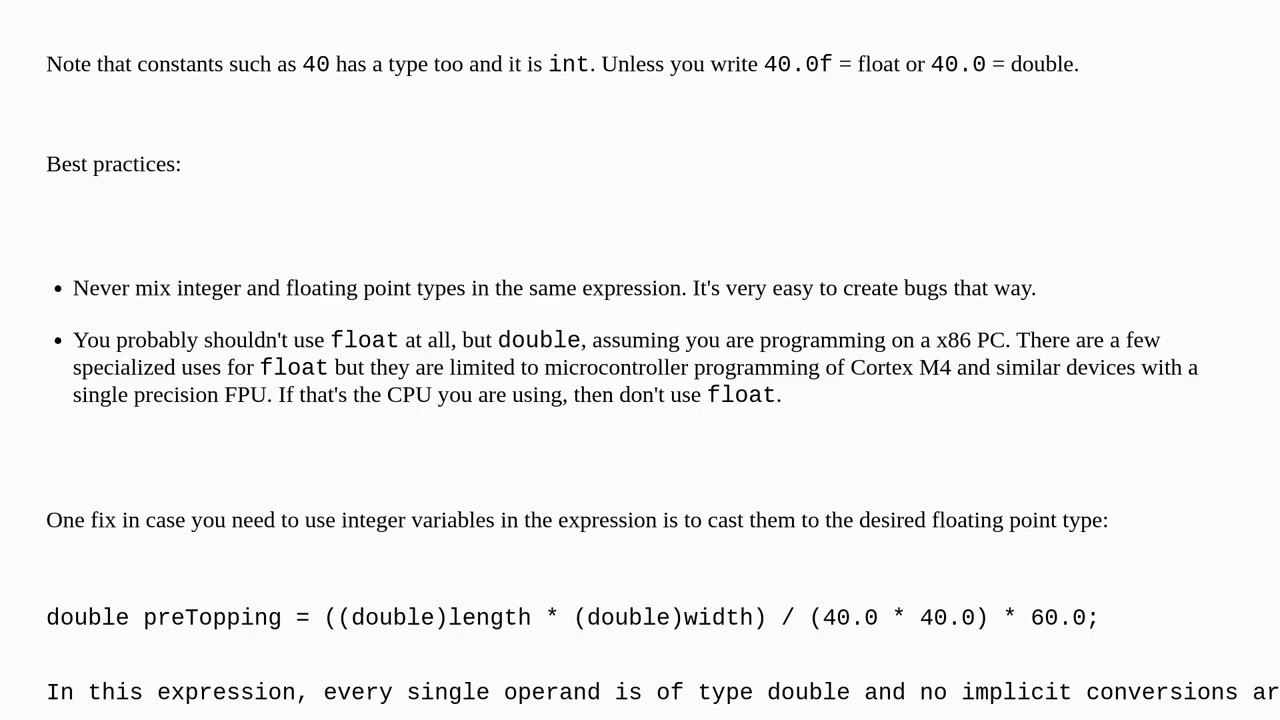 Note that constants such as 40 has a type too and it is int. Unless you write 40.0f = float or 40.0 = double.
Best practices:
• Never mix integer and floating point types in the same expression. It's very easy to create bugs that way.
• You probably shouldn't use float at all, but double, assuming you are programming on a x86 PC. There are a few
specialized uses for float but they are limited to microcontroller programming of Cortex M4 and similar devices with a
single precision FPU. If that's the CPU you are using, then don't use float.
One fix in case you need to use integer variables in the expression is to cast them to the desired floating point type:
double preTopping = ((double)length * (double)width) / (40.0 * 40.0) * 60.0;
In this expression, every single operand is of type double and no implicit conversions ar